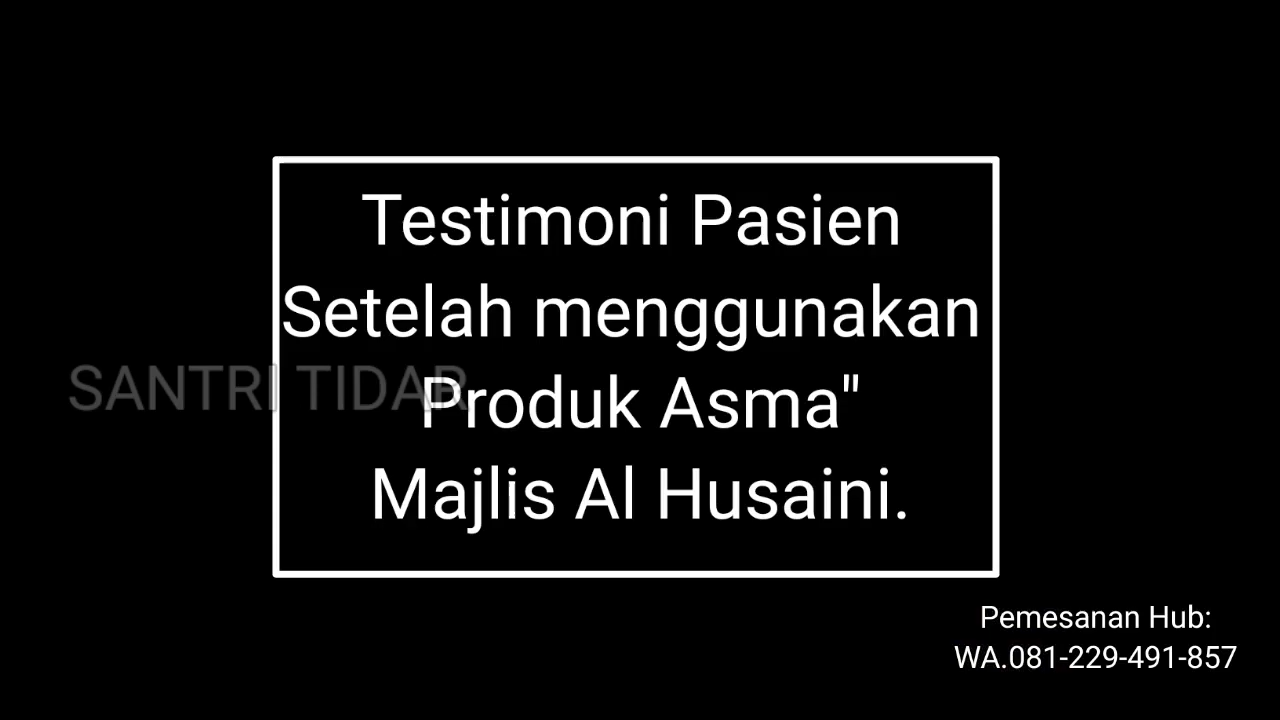 Testimoni Pasien
Setelah menggunakan
SANTRI TIDAR
Produk Asma"
Majlis Al Husaini.
Pemesanan Hub:
WA.081-229-491-857